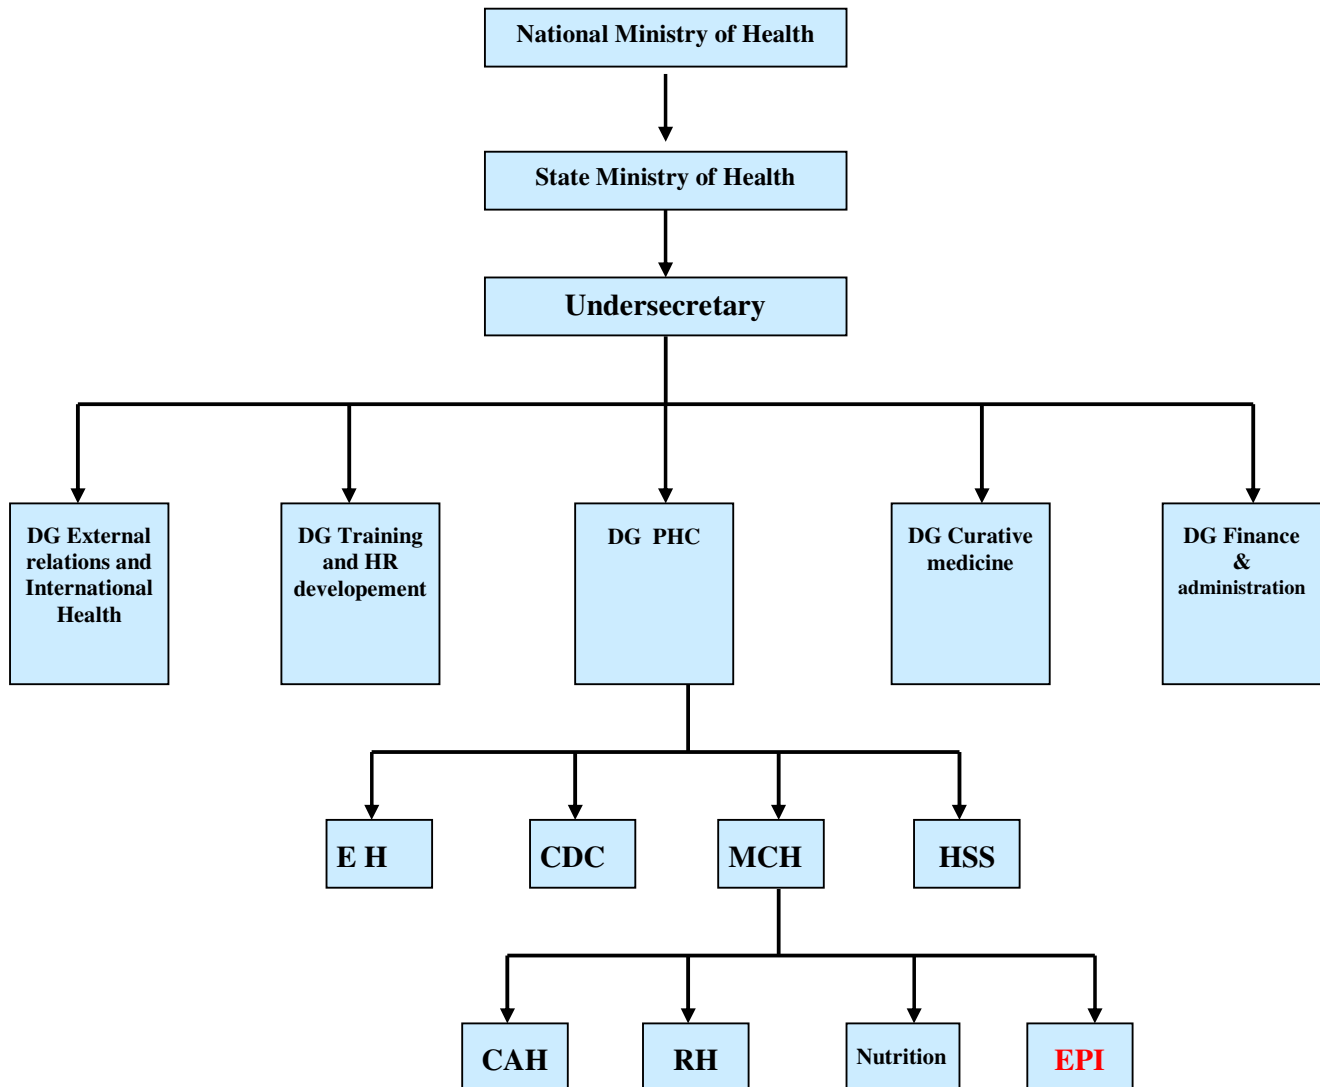 National Ministry of Health
State Ministry of Health
Undersecretary
DG External
relations and
International
Health
DG Training
and HR
developement
DG PHC
DG Curative
medicine
DG Finance
&
administration
E H
CDC
MCH
HSS
CAH
RH
Nutrition
EPI